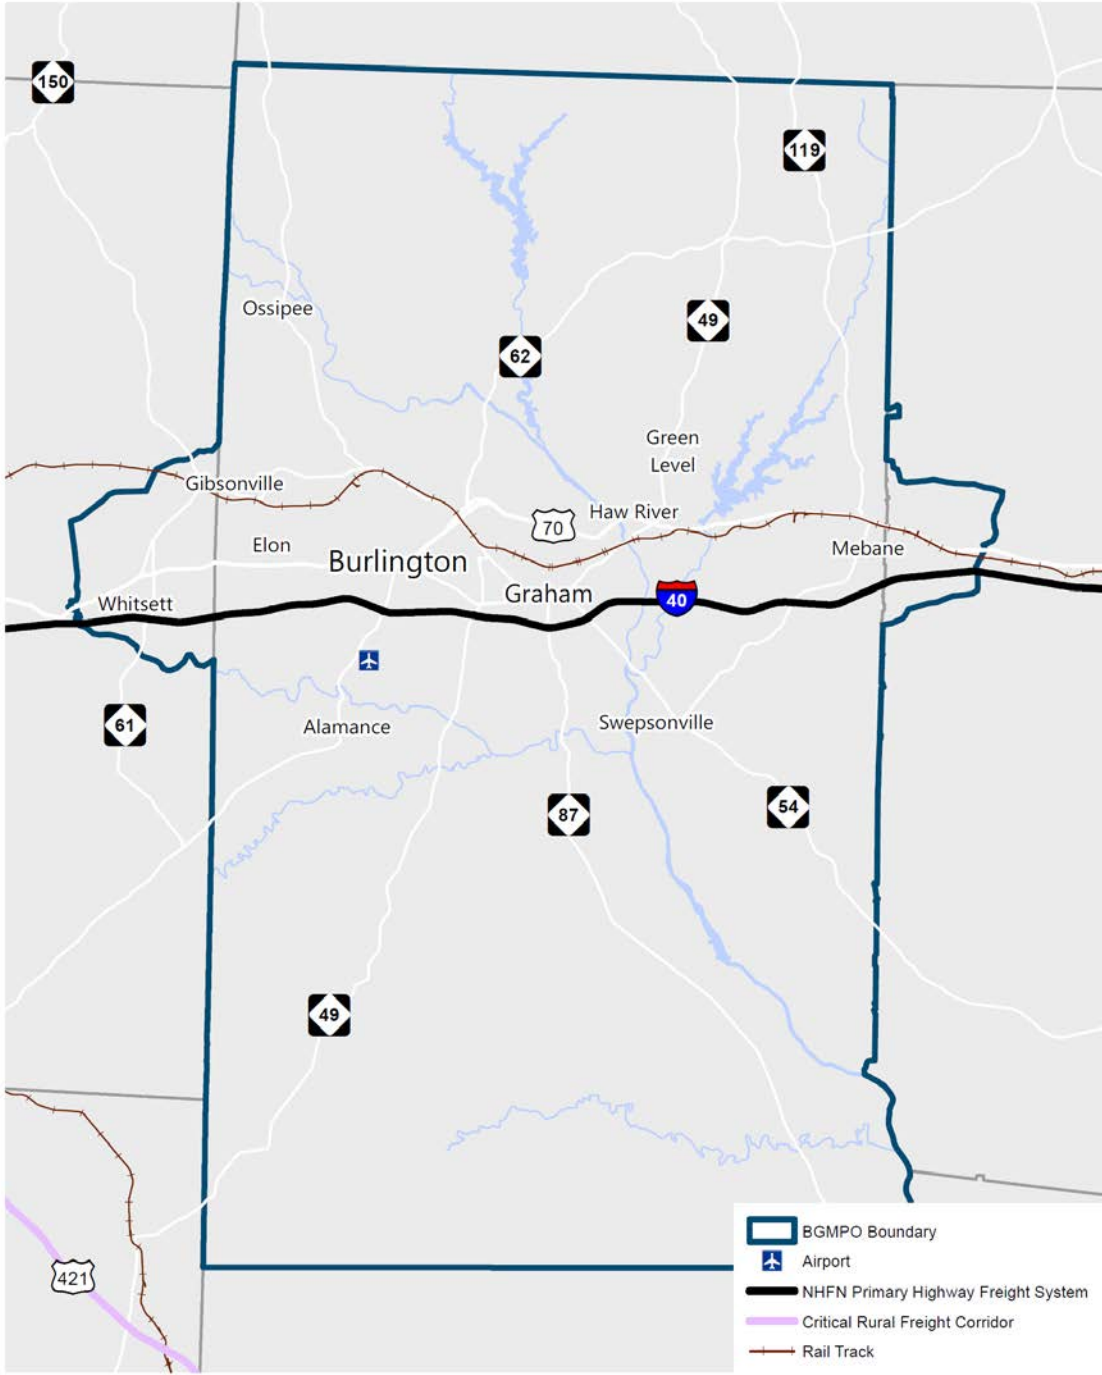 150
119
Ossipee
49
62
Green
Level
Gibsonville
Haw River
70
Elon
Mebane
Burlington
Graham
Whitsett
40
61
Alamance
Swepsonville
87
54
49
421
BGMPO Boundary
Airport
NHFN Primary Highway Freight System
Critical Rural Freight Corridor
Rail Track